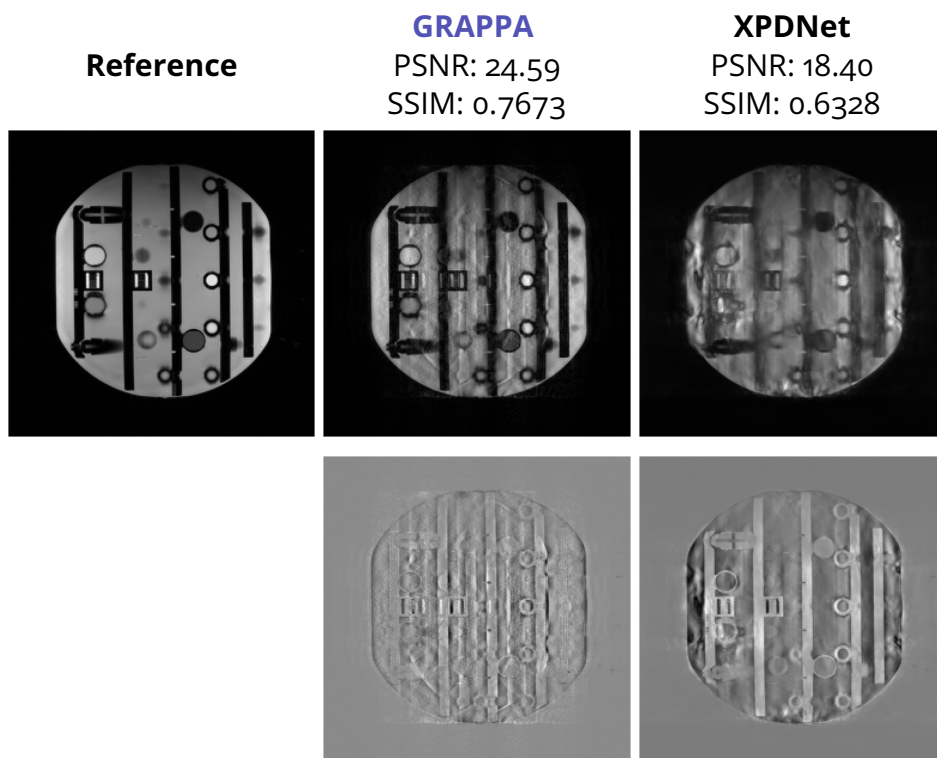 Reference
GRAPPA
PSNR: 24.59
SSIM: 0.7673
XPDNet
PSNR: 18.40
SSIM: 0.6328